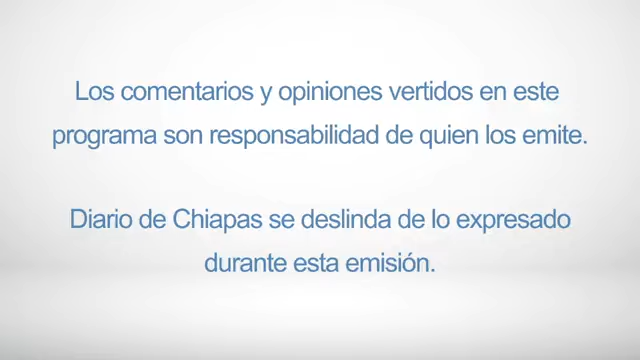 Los comentarios y opiniones vertidos en este
programa son responsabilidad de quien los emite.
Diario de Chiapas se deslinda de lo expresado
durante esta emisión.